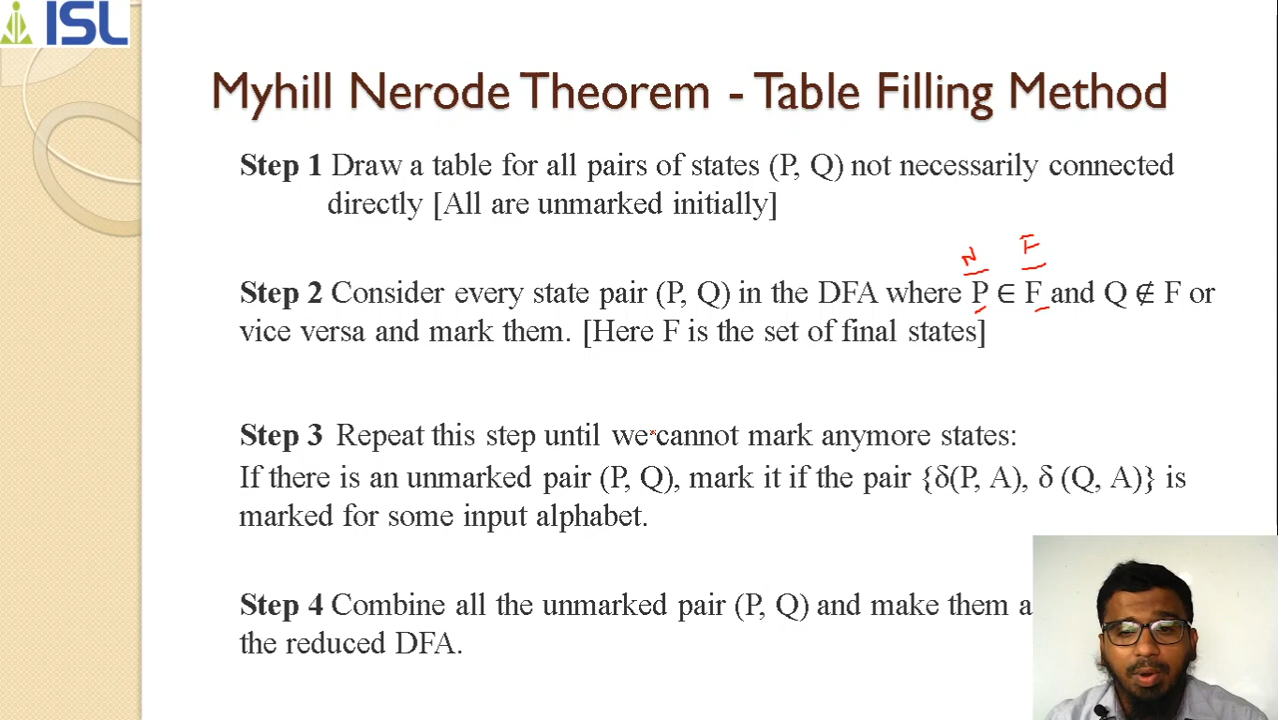 ISL
Myhill Nerode Theorem - Table Filling Method
Step 1 Draw a table for all pairs of states (P, Q) not necessarily connected
directly [All are unmarked initially]
N F
Step 2 Consider every state pair (P, Q) in the DFA where P ∈ F and Q ∉ F or
vice versa and mark them. [Here F is the set of final states]
Step 3 Repeat this step until we cannot mark anymore states:
If there is an unmarked pair (P, Q), mark it if the pair {δ(P, A), δ (Q, A)} is
marked for some input alphabet.
Step 4 Combine all the unmarked pair (P, Q) and make them a
the reduced DFA.